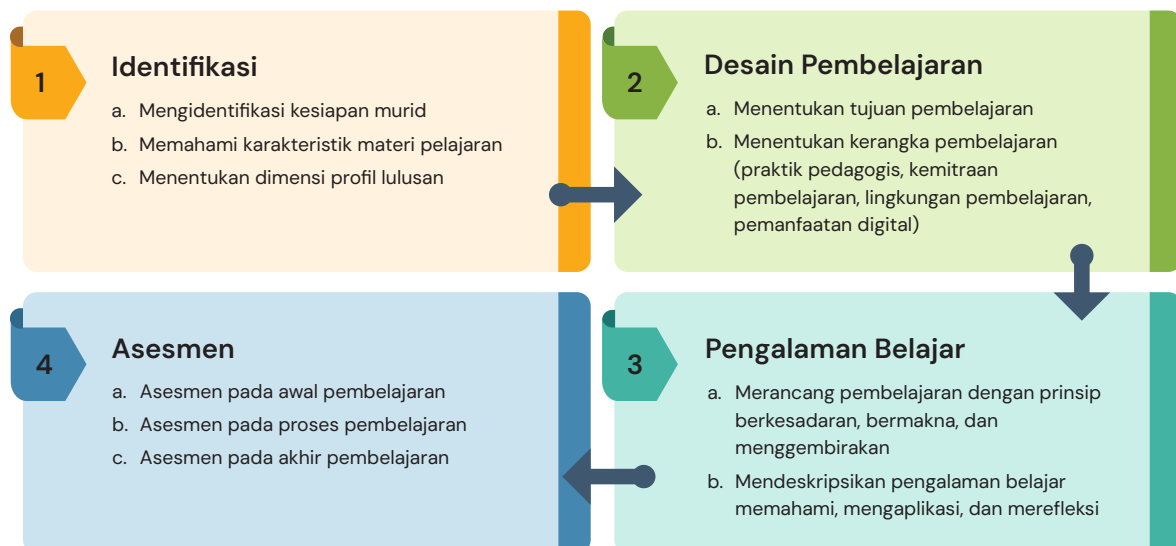 1
Identifikasi
a. Mengidentifikasi kesiapan murid
b. Memahami karakteristik materi pelajaran
c. Menentukan dimensi profil lulusan
2
Desain Pembelajaran
a. Menentukan tujuan pembelajaran
b. Menentukan kerangka pembelajaran
(praktik pedagogis, kemitraan
pembelajaran, lingkungan pembelajaran,
pemanfaatan digital)
3
Pengalaman Belajar
a. Merancang pembelajaran dengan prinsip
berkesadaran, bermakna, dan
menggembirakan
b. Mendeskripsikan pengalaman belajar
memahami, mengaplikasi, dan merefleksi
4
Asesmen
a. Asesmen pada awal pembelajaran
b. Asesmen pada proses pembelajaran
c. Asesmen pada akhir pembelajaran